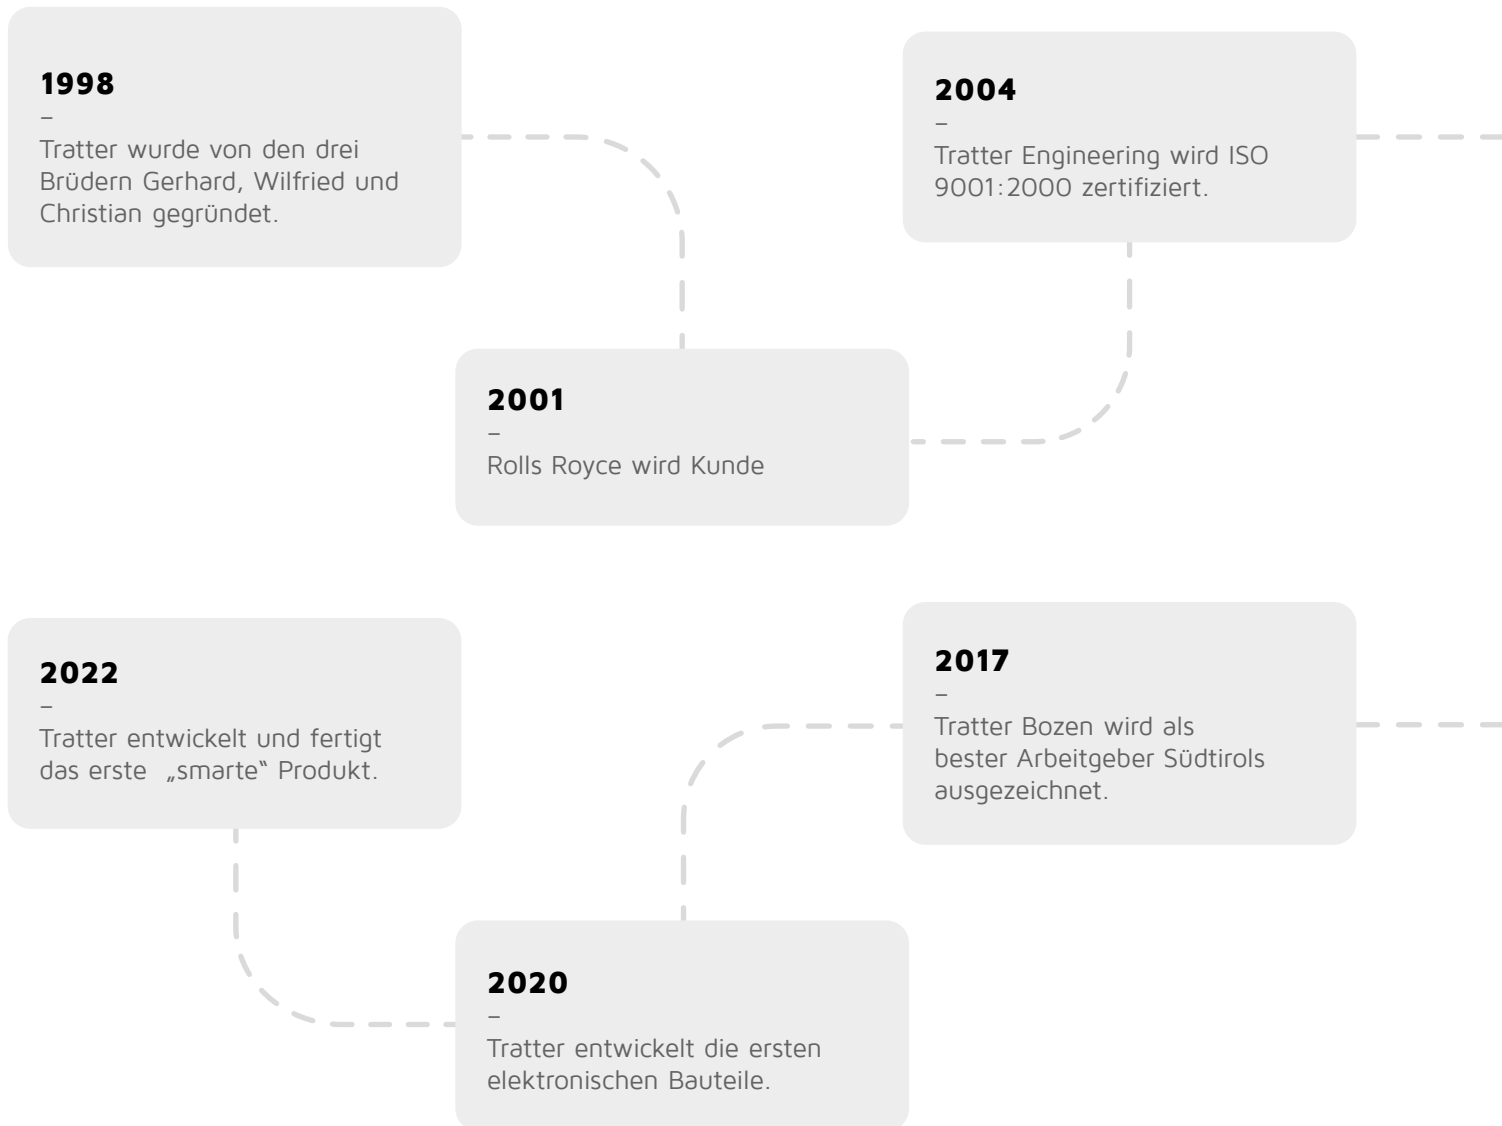 1998
–
Tratter wurde von den drei
Brüdern Gerhard, Wilfried und
Christian gegründet.
2001
–
Rolls Royce wird Kunde
2004
–
Tratter Engineering wird ISO
9001:2000 zertifiziert.
2017
–
Tratter Bozen wird als
bester Arbeitgeber Südtirols
ausgezeichnet.
2020
–
Tratter entwickelt die ersten
elektronischen Bauteile.
2022
–
Tratter entwickelt und fertigt
das erste „smarte“ Produkt.